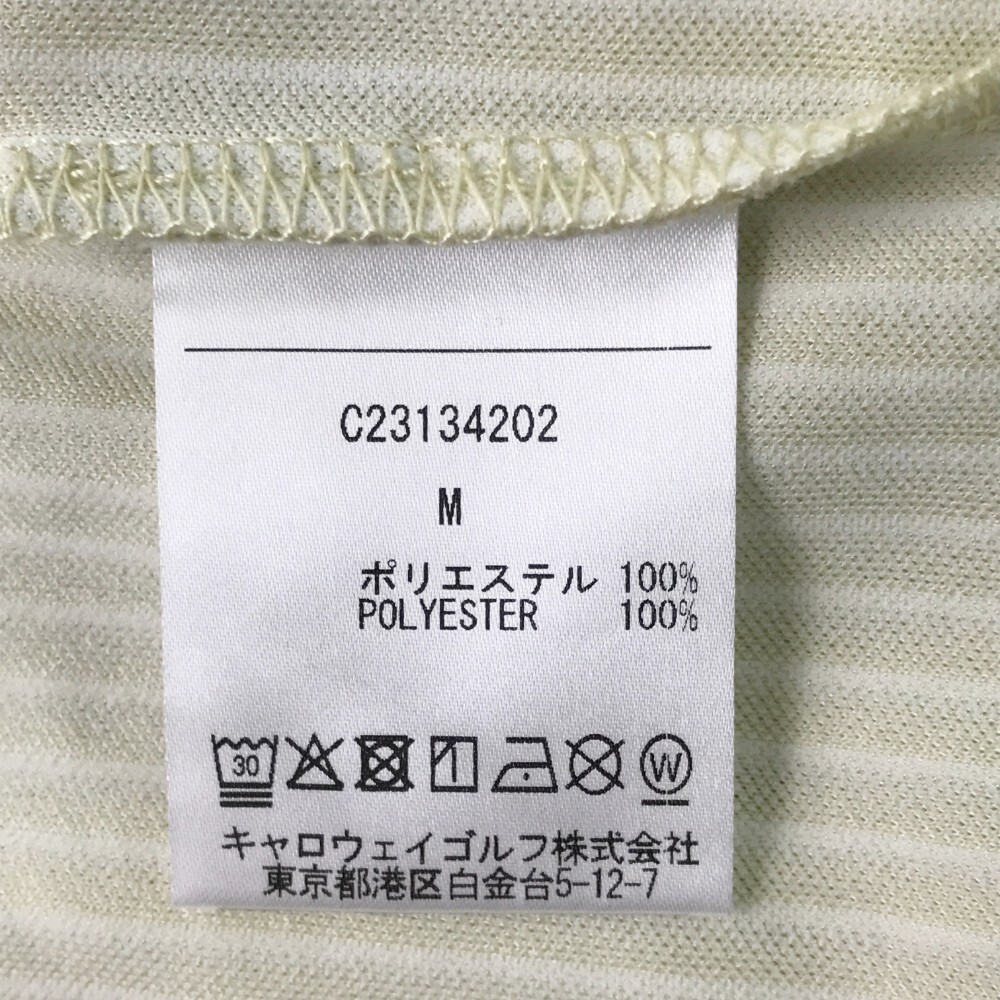 C23134202
M
ポリエステル 100%
POLYESTER 100%
30 W
キャロウェイゴルフ株式会社
東京都港区白金台5-12-7